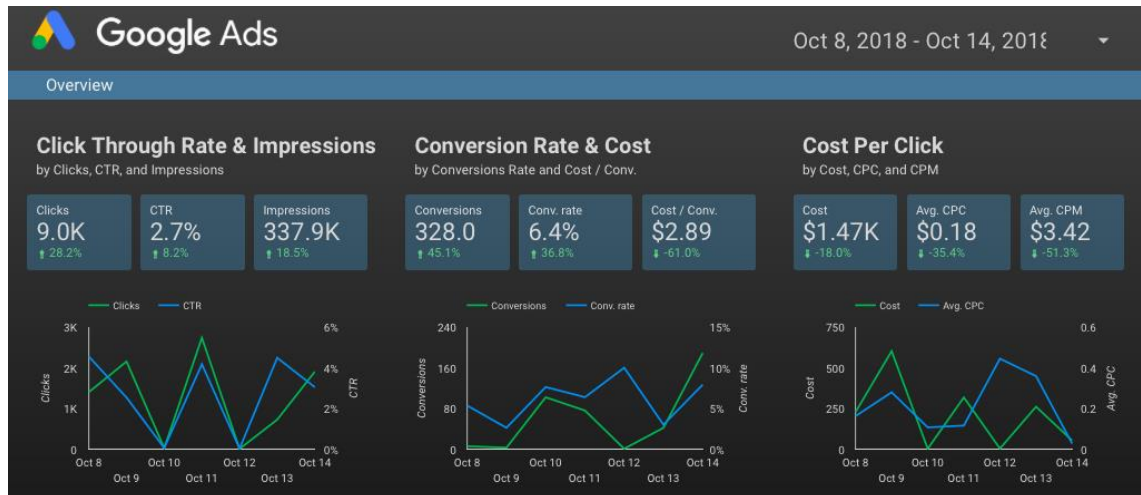 Google Ads
Oct 8, 2018 - Oct 14, 2018
Overview
Click Through Rate & Impressions
by Clicks, CTR, and Impressions
Clicks
9.0K
⬆ 28.2%
CTR
2.7%
⬆ 8.2%
Impressions
337.9K
⬆ 18.5%
Clicks
CTR
3K
2K
1K
0
Clicks
6%
4%
2%
0%
CTR
Oct 8
Oct 9
Oct 10
Oct 11
Oct 12
Oct 13
Oct 14
Conversion Rate & Cost
by Conversions Rate and Cost / Conv.
Conversions
328.0
⬆ 45.1%
Conv. rate
6.4%
⬆ 36.8%
Cost / Conv.
$2.89
⬇ -61.0%
Conversions
Conv. rate
240
160
80
0
Conversions
15%
10%
5%
0%
Conv. rate
Oct 8
Oct 9
Oct 10
Oct 11
Oct 12
Oct 13
Oct 14
Cost Per Click
by Cost, CPC, and CPM
Cost
$1.47K
⬇ -18.0%
Avg. CPC
$0.18
⬇ -35.4%
Avg. CPM
$3.42
⬇ -51.3%
Cost
Avg. CPC
750
500
250
0
Cost
0.6
0.4
0.2
0
Avg. CPC
Oct 8
Oct 9
Oct 10
Oct 11
Oct 12
Oct 13
Oct 14